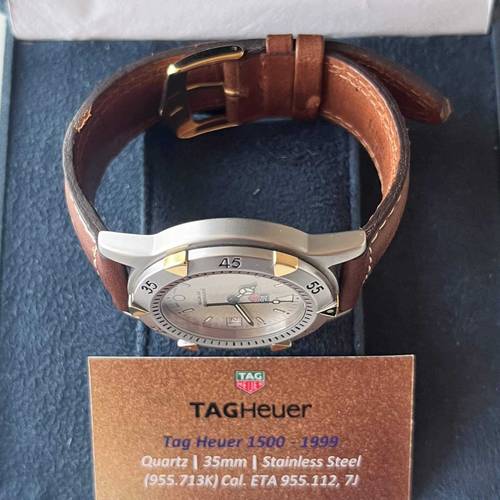 45
35
55
TAG
HEUER
TAGHeuer
Tag Heuer 1500 - 1999
Quartz | 35mm | Stainless Steel
(955.713K) Cal. ETA 955.112, 7J